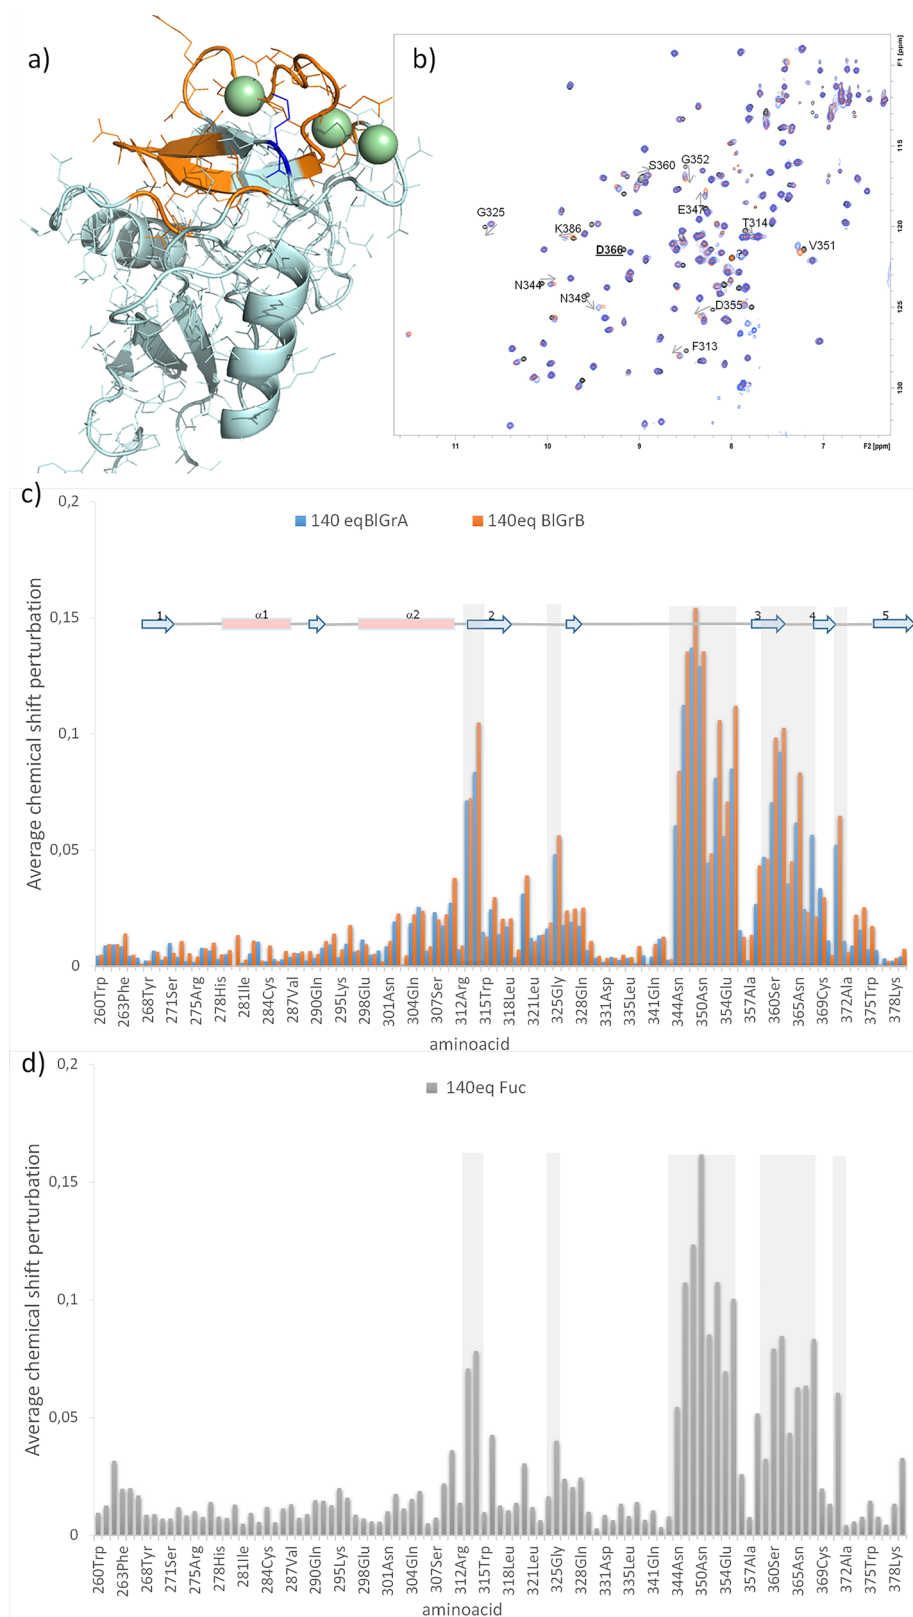 a)
b)
F1 [ppm]
115
120
125
130
S360
G352
G325
E347
K386
T314
D366
?
V351
N344
N349
D355
F313
11
10
9
8
7
F2 [ppm]
c)
0,2
140 eqBlGrA
140eq BlGrB
0,15
1
α1
α2
2
3
4
5
0,1
0,05
0
Average chemical shift perturbation
260Trp
263Phe
268Tyr
271Ser
275Arg
278His
281Ile
284Cys
287Val
290Gln
295Lys
298Glu
301Asn
304Gln
307Ser
312Arg
315Trp
318Leu
321Leu
325Gly
328Gln
331Asp
335Leu
341Gln
344Asn
350Asn
354Glu
357Ala
360Ser
365Asn
369Cys
372Ala
375Trp
378Lys
aminoacid
d)
0,2
140eq Fuc
0,15
0,1
0,05
0
Average chemical shift perturbation
260Trp
263Phe
268Tyr
271Ser
275Arg
278His
281Ile
284Cys
287Val
290Gln
295Lys
298Glu
301Asn
304Gln
307Ser
312Arg
315Trp
318Leu
321Leu
325Gly
328Gln
331Asp
335Leu
341Gln
344Asn
350Asn
354Glu
357Ala
360Ser
365Asn
369Cys
372Ala
375Trp
378Lys
aminoacid